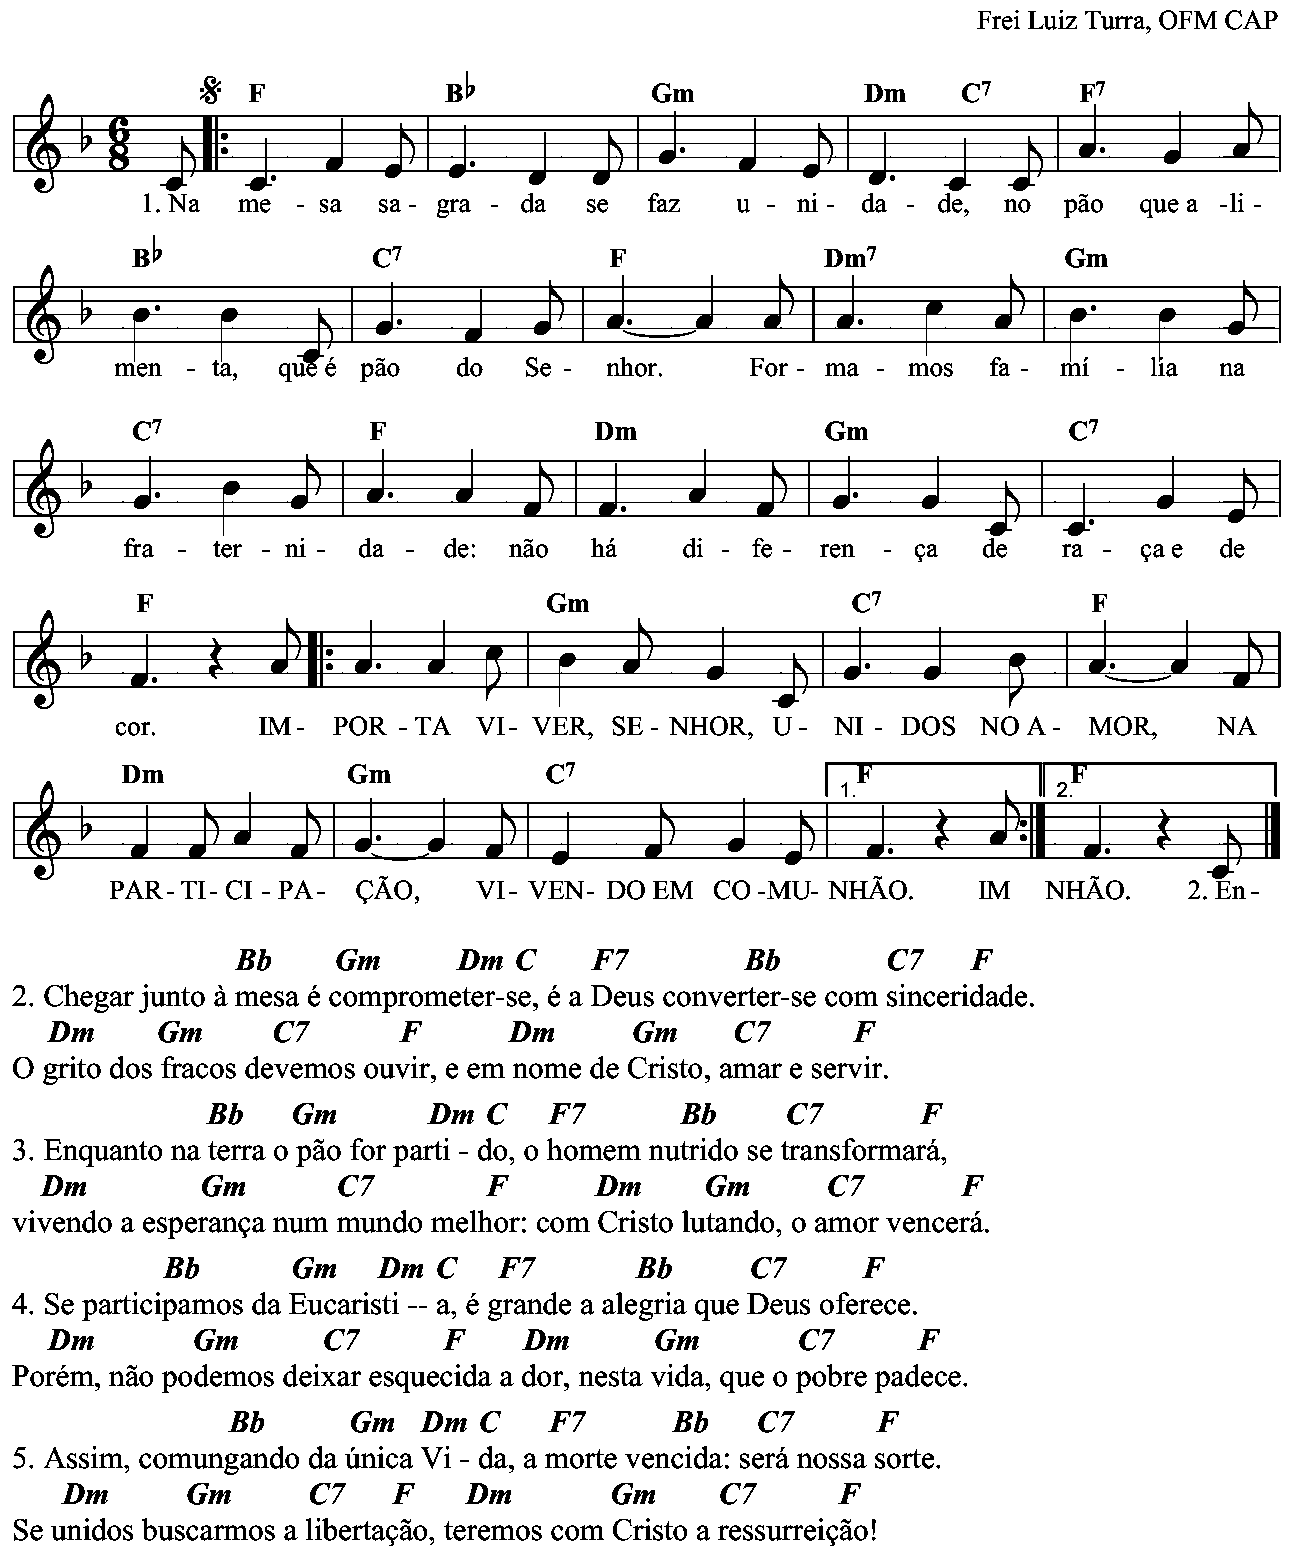 Frei Luiz Turra, OFM CAP
F B♭ Gm Dm C7 F7
6
8
1. Na me - sa sa - gra - da se faz u - ni - da - de, no pão que a -li -
B♭ C7 F Dm7 Gm
men - ta, que é pão do Se - nhor. For - ma - mos fa - mí - lia na
C7 F Dm Gm C7
fra - ter - ni - da - de: não há di - fe - ren - ça de ra - ça e de
F Gm C7 F
cor. IM- POR - TA VI- VER, SE - NHOR, U- NI - DOS NO A - MOR, NA
Dm Gm C7 1. F 2. F
PAR-TI-CI-PA- ÇÃO, VI- VEN- DO EM CO-MU- NHÃO. IM NHÃO. 2. En-
Bb Gm Dm C F7 Bb C7 F
2. Chegar junto à mesa é comprometer-se, é a Deus converter-se com sinceridade.
Dm Gm C7 F Dm Gm C7 F
O grito dos fracos devemos ouvir, e em nome de Cristo, amar e servir.
Bb Gm Dm C F7 Bb C7 F
3. Enquanto na terra o pão for parti - do, o homem nutrido se transformará,
Dm Gm C7 F Dm Gm C7 F
vivendo a esperança num mundo melhor: com Cristo lutando, o amor vencerá.
Bb Gm Dm C F7 Bb C7 F
4. Se participamos da Eucaristi -- a, é grande a alegria que Deus oferece.
Dm Gm C7 F Dm Gm C7 F
Porém, não podemos deixar esquecida a dor, nesta vida, que o pobre padece.
Bb Gm Dm C F7 Bb C7 F
5. Assim, comungando da única Vi - da, a morte vencida: será nossa sorte.
Dm Gm C7 F Dm Gm C7 F
Se unidos buscarmos a libertação, teremos com Cristo a ressurreição!